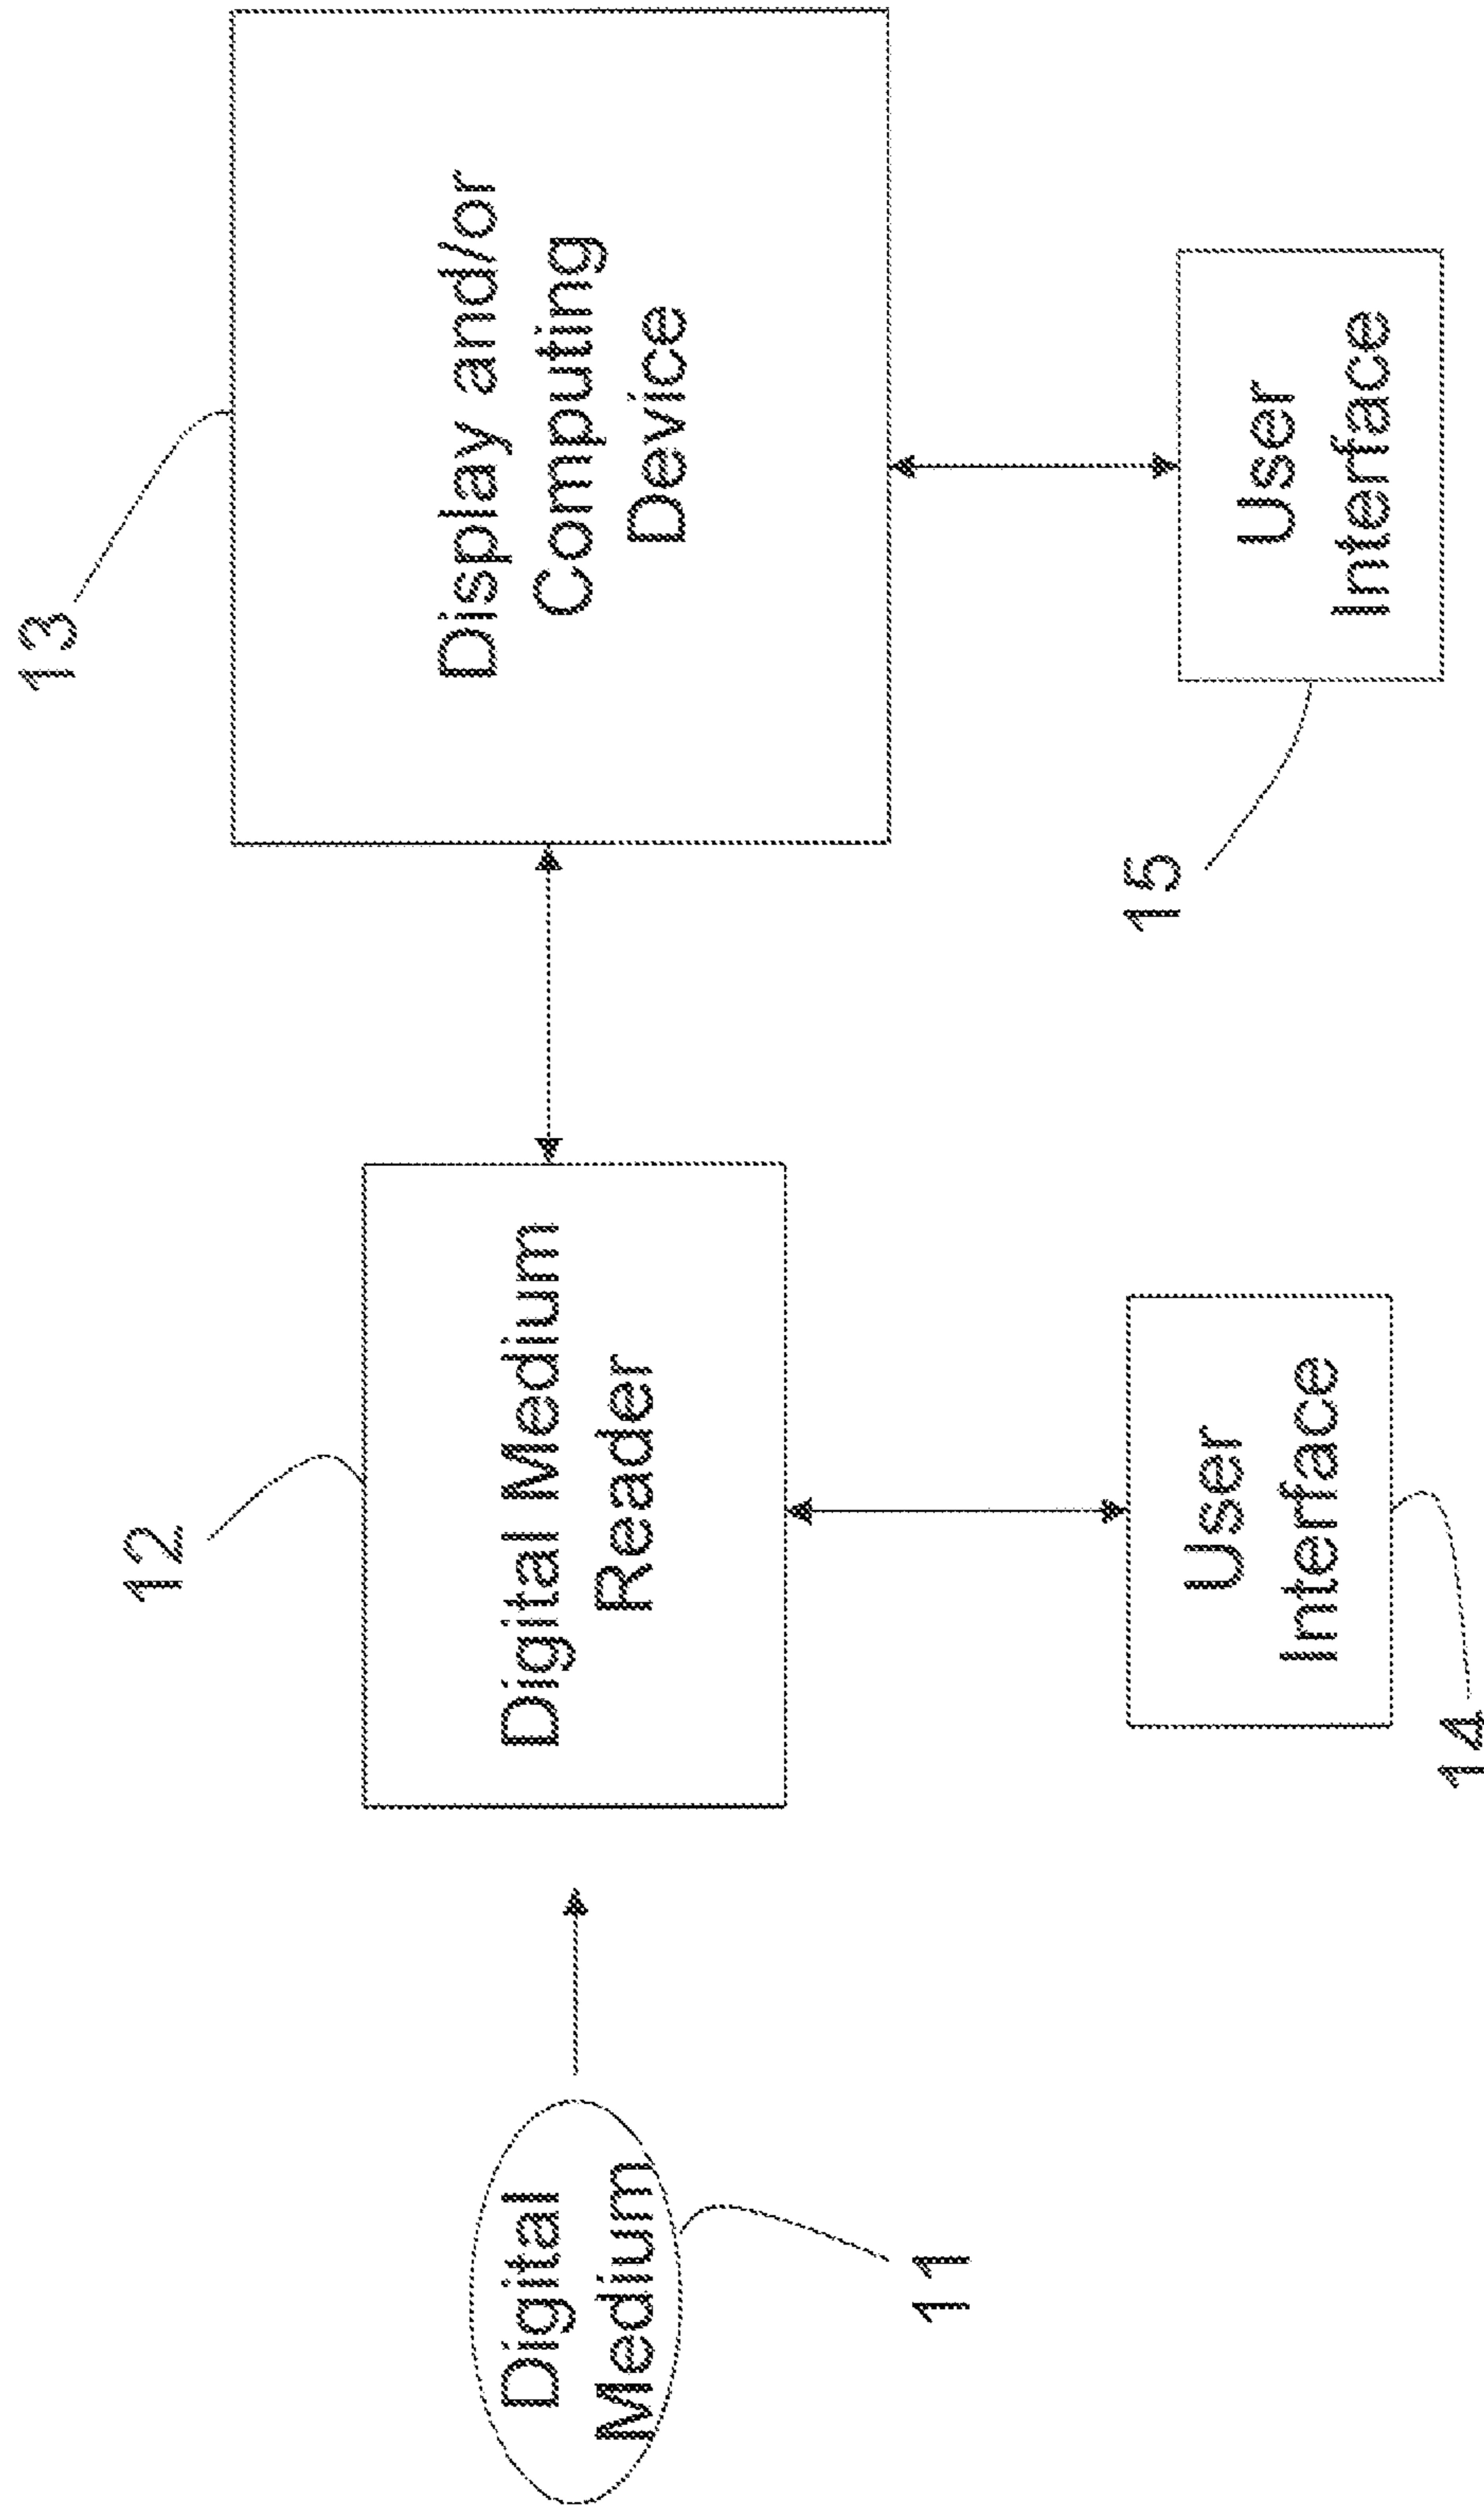 13
Display and/or
Computing
Device
12
Digital Medium
Reader
Digital
Medium
11
User
Interface
14
User
Interface
15